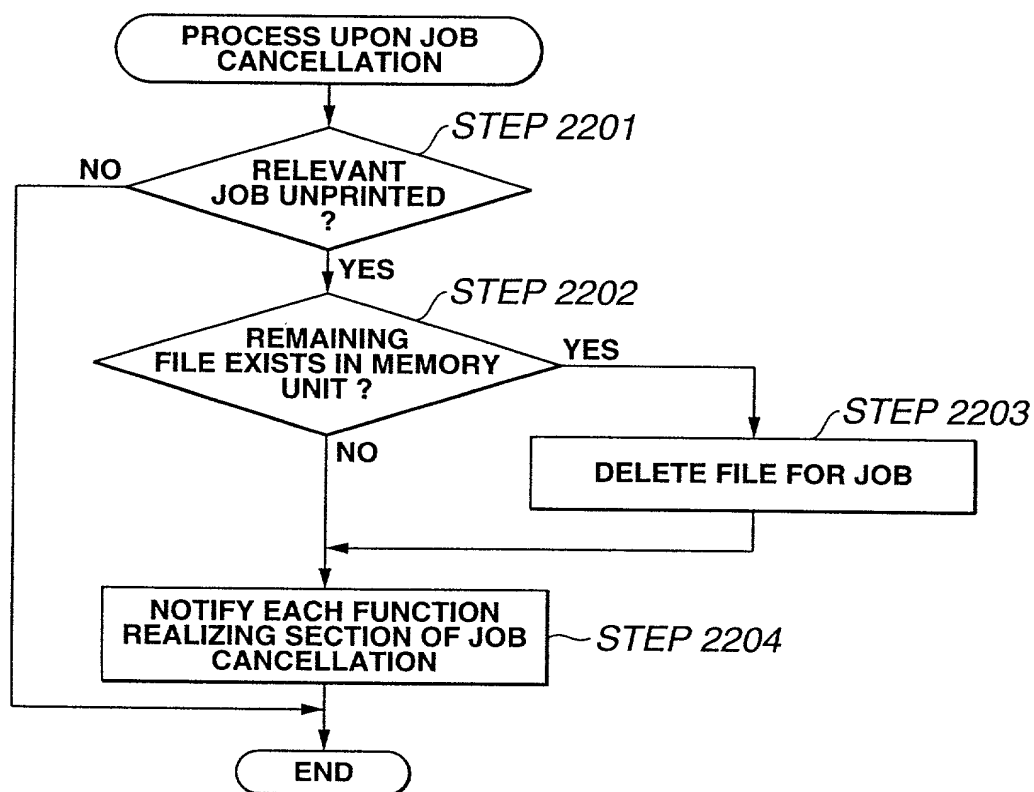 PROCESS UPON JOB
CANCELLATION
STEP 2201
NO
RELEVANT
JOB UNPRINTED
?
YES
STEP 2202
REMAINING
FILE EXISTS IN MEMORY
UNIT ?
YES
STEP 2203
NO
DELETE FILE FOR JOB
NOTIFY EACH FUNCTION
REALIZING SECTION OF JOB
CANCELLATION
STEP 2204
END